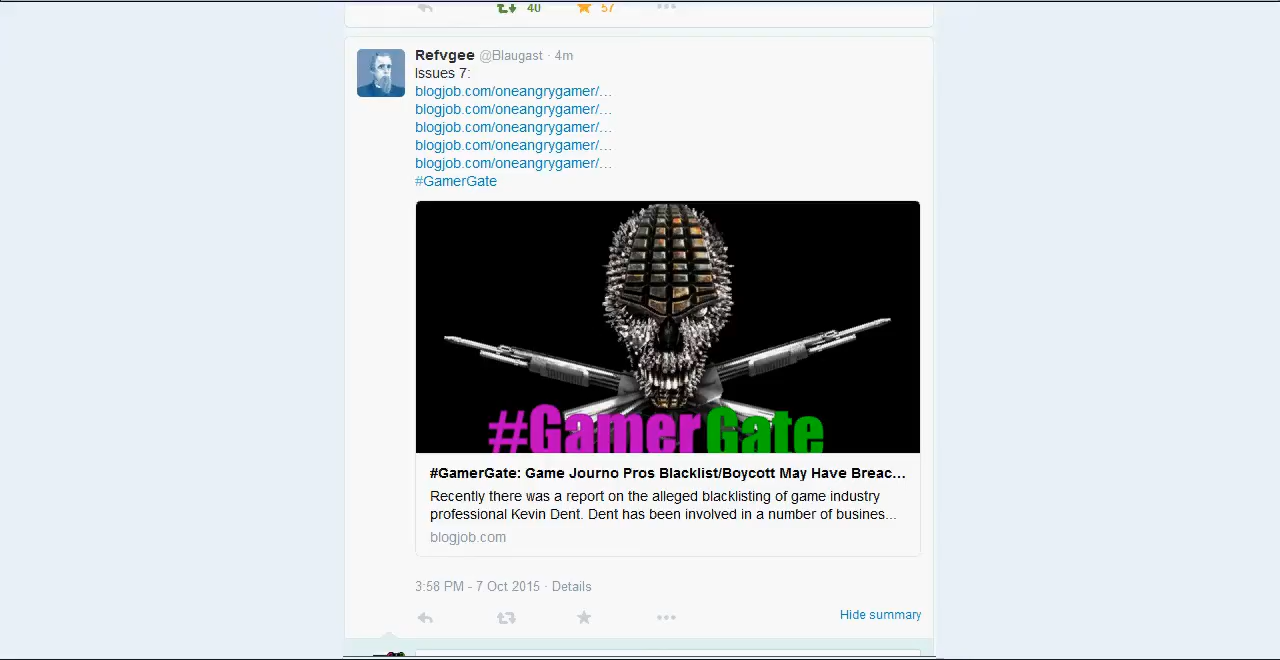 40 57
Refvgee @Blaugast · 4m
Issues 7:
blogjob.com/oneangrygamer/…
blogjob.com/oneangrygamer/…
blogjob.com/oneangrygamer/…
blogjob.com/oneangrygamer/…
blogjob.com/oneangrygamer/…
#GamerGate
#GamerGate
#GamerGate: Game Journo Pros Blacklist/Boycott May Have Breac...
Recently there was a report on the alleged blacklisting of game industry
professional Kevin Dent. Dent has been involved in a number of busines...
blogjob.com
3:58 PM - 7 Oct 2015 · Details
Hide summary